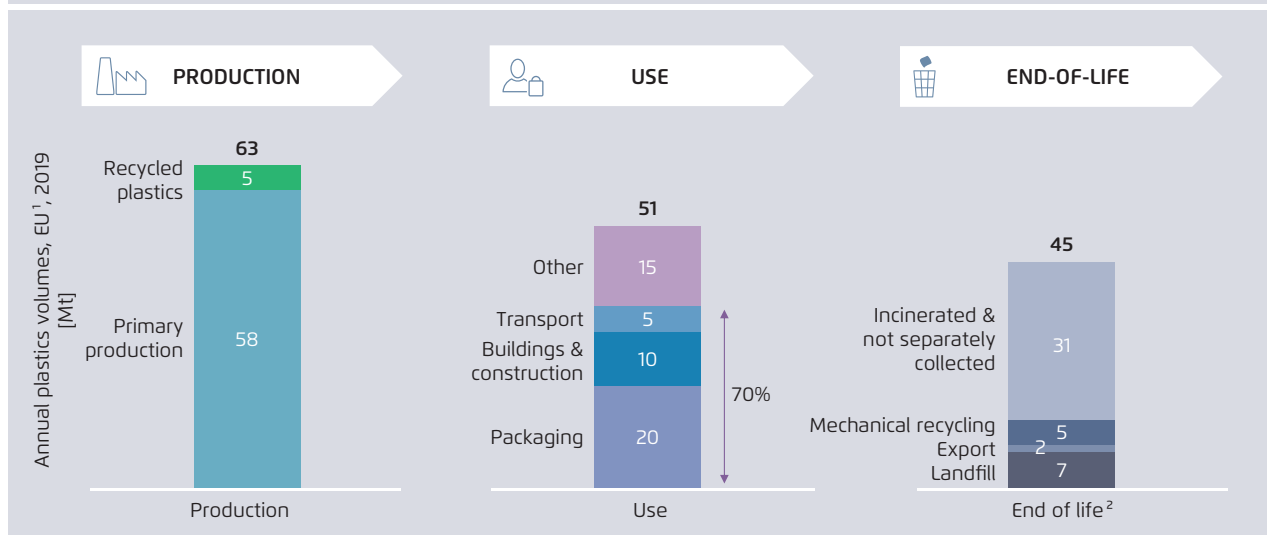 PRODUCTION
USE
END-OF-LIFE
Annual plastics volumes, EU¹, 2019
[Mt]
63
Recycled
plastics
5
Primary
production
58
Production
51
Other
15
Transport
5
Buildings &
construction
10
70%
Packaging
20
Use
45
Incinerated &
not separately
collected
31
Mechanical recycling
5
Export
2
Landfill
7
End of life²